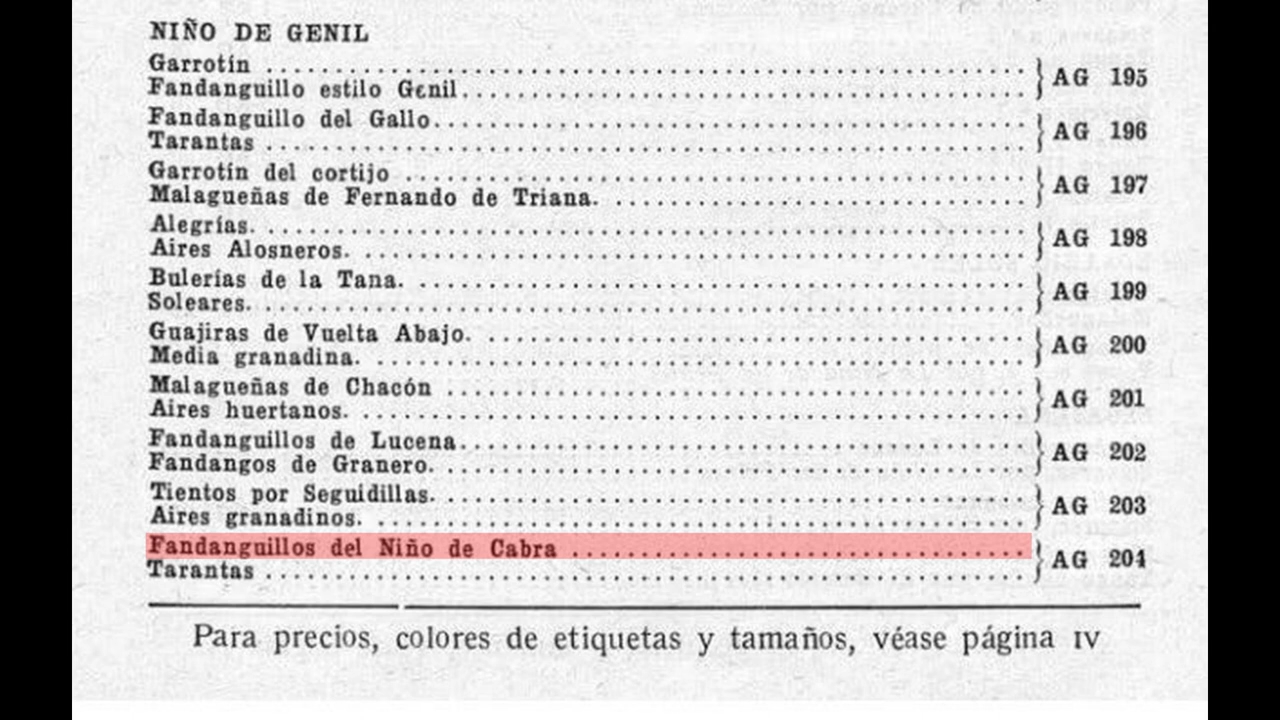 NIÑO DE GENIL
Garrotín
Fandanguillo estilo Genil
} AG 195
Fandanguillo del Gallo
Tarantas
} AG 196
Garrotín del cortijo
Malagueñas de Fernando de Triana.
} AG 197
Alegrías.
Aires Alosneros.
} AG 198
Bulerías de la Tana.
Soleares.
} AG 199
Guajiras de Vuelta Abajo.
Media granadina.
} AG 200
Malagueñas de Chacón
Aires huertanos.
} AG 201
Fandanguillos de Lucena
Fandangos de Granero.
} AG 202
Tientos por Seguidillas.
Aires granadinos.
} AG 203
Fandanguillos del Niño de Cabra
Tarantas
} AG 204
Para precios, colores de etiquetas y tamaños, véase página IV